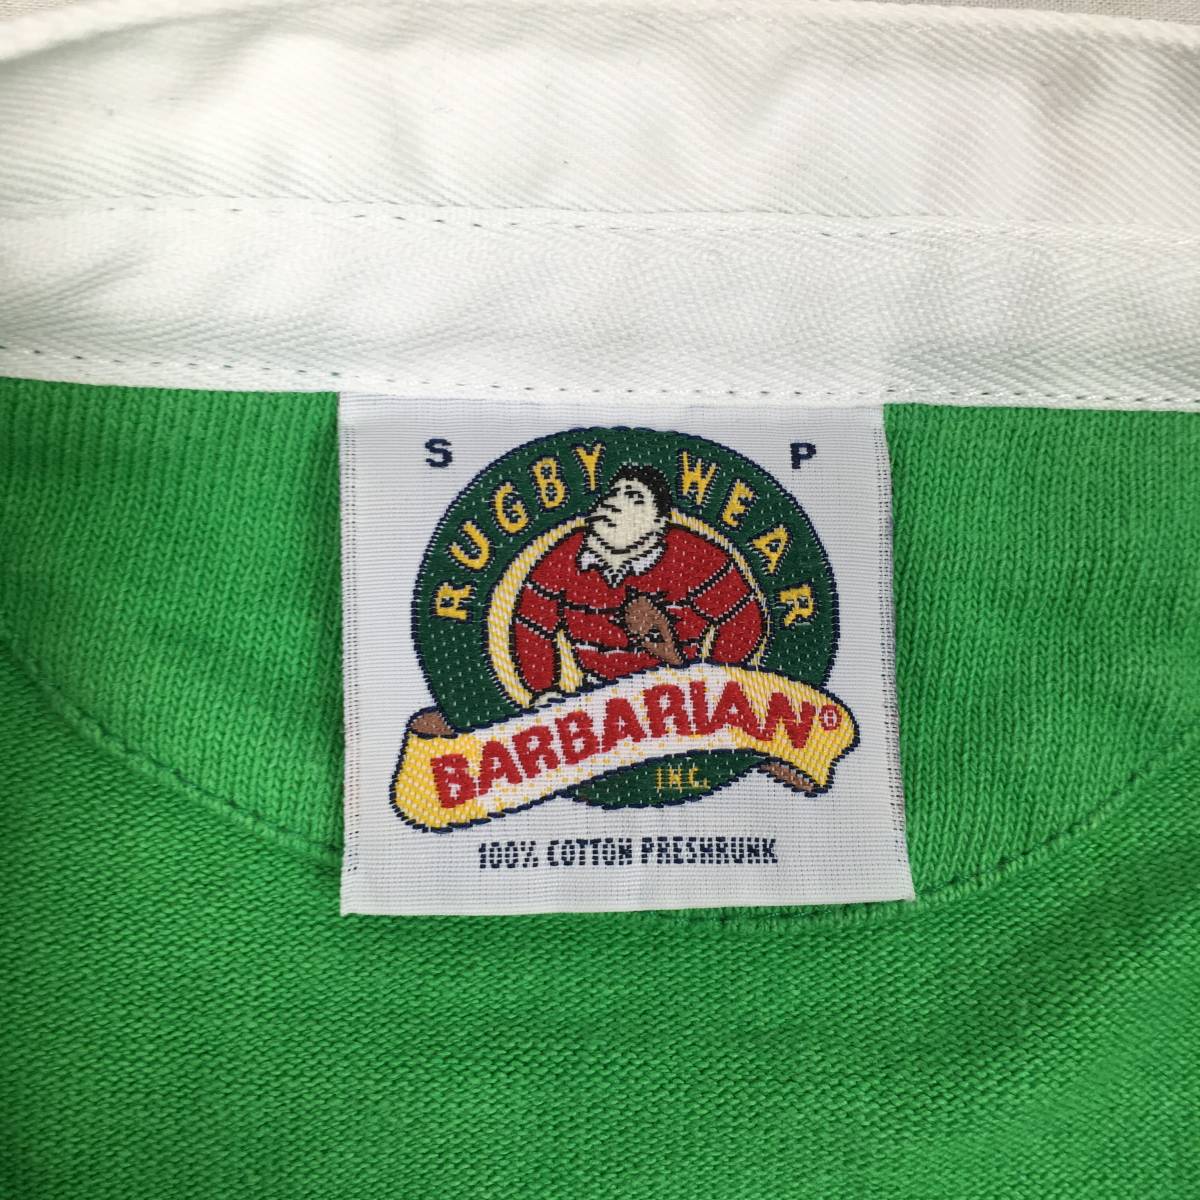 S P
RUGBY WEAR
BARBARIAN®
INC.
100% COTTON PRESHRUNK